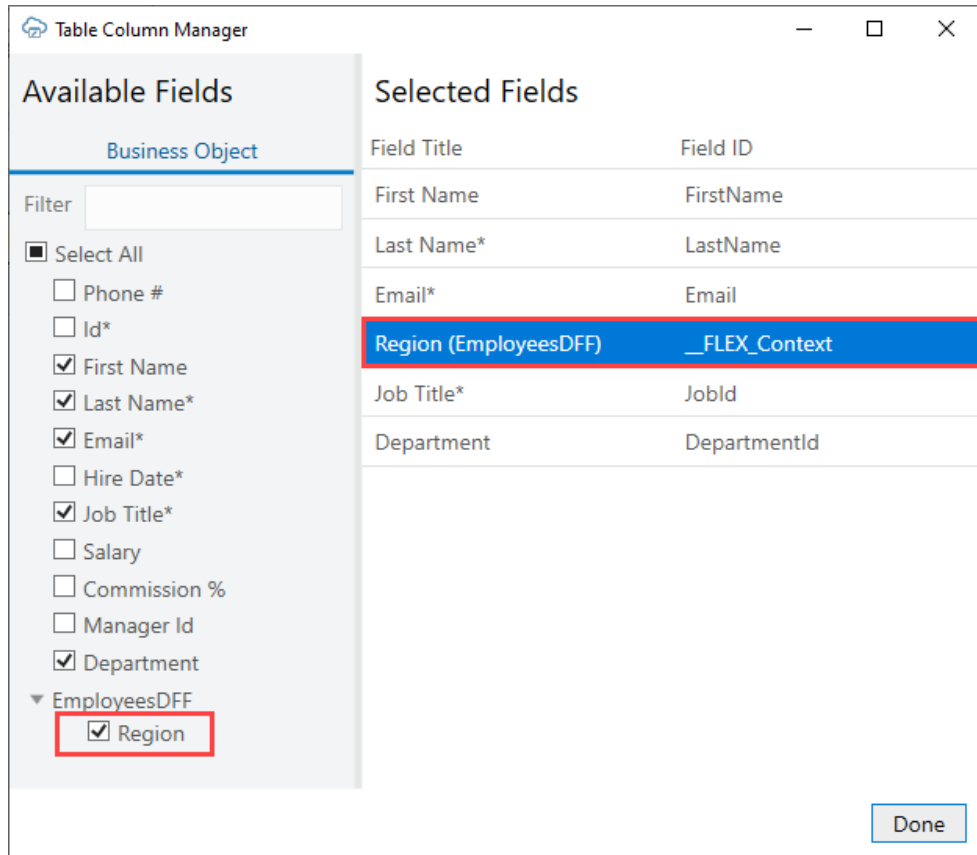 Table Column Manager
Available Fields
Business Object
Filter
Select All
Phone #
Id*
First Name
Last Name*
Email*
Hire Date*
Job Title*
Salary
Commission %
Manager Id
Department
EmployeesDFF
Region
Selected Fields
Field Title Field ID
First Name FirstName
Last Name* LastName
Email* Email
Region (EmployeesDFF) __FLEX_Context
Job Title* JobId
Department DepartmentId
Done